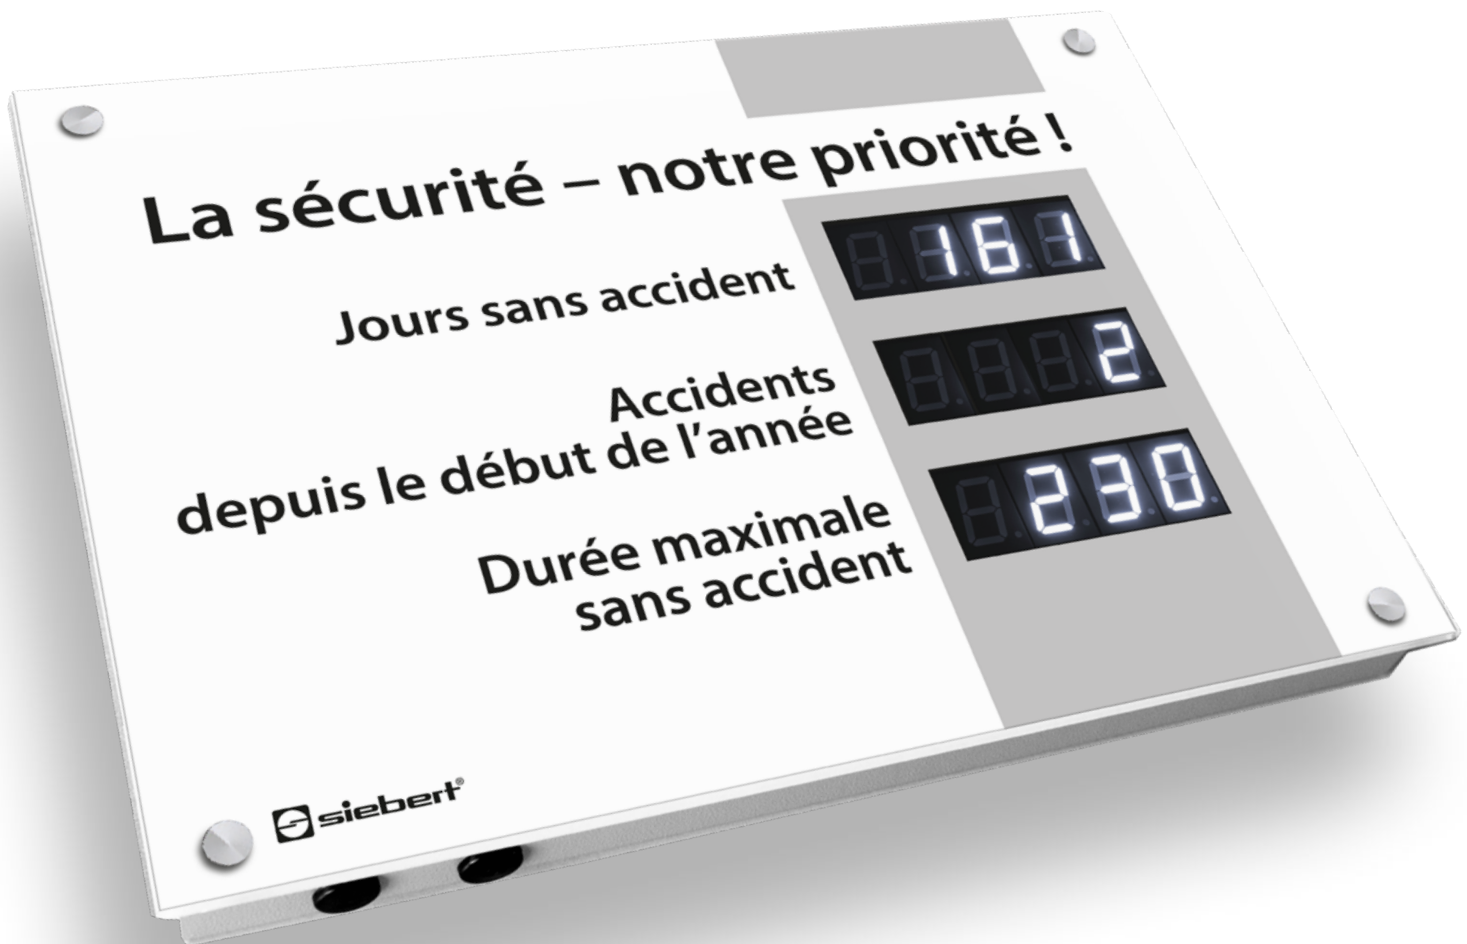 La sécurité – notre priorité !
Jours sans accident
161
Accidents
depuis le début de l’année
2
Durée maximale
sans accident
230
siebert®